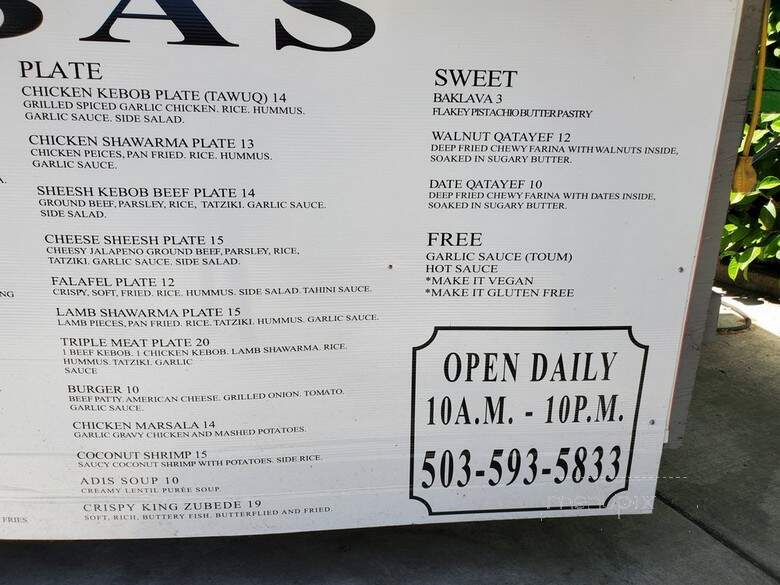 BAS
PLATE
CHICKEN KEBOB PLATE (TAWUQ) 14
GRILLED SPICED GARLIC CHICKEN. RICE. HUMMUS.
GARLIC SAUCE. SIDE SALAD.
CHICKEN SHAWARMA PLATE 13
CHICKEN PEICES, PAN FRIED. RICE. HUMMUS.
GARLIC SAUCE.
SHEESH KEBOB BEEF PLATE 14
GROUND BEEF, PARSLEY, RICE, TATZIKI. GARLIC SAUCE.
SIDE SALAD.
CHEESE SHEESH PLATE 15
CHEESY JALAPENO GROUND BEEF, PARSLEY, RICE,
TATZIKI. GARLIC SAUCE. SIDE SALAD.
FALAFEL PLATE 12
CRISPY, SOFT, FRIED. RICE. HUMMUS. SIDE SALAD. TAHINI SAUCE.
LAMB SHAWARMA PLATE 15
LAMB PIECES, PAN FRIED. RICE. TATZIKI. HUMMUS. GARLIC SAUCE.
TRIPLE MEAT PLATE 20
1 BEEF KEBOB. 1 CHICKEN KEBOB. LAMB SHAWARMA. RICE.
HUMMUS. TATZIKI. GARLIC
SAUCE
BURGER 10
BEEF PATTY. AMERICAN CHEESE. GRILLED ONION. TOMATO.
GARLIC SAUCE.
CHICKEN MARSALA 14
GARLIC GRAVY CHICKEN AND MASHED POTATOES.
COCONUT SHRIMP 15
SAUCY COCONUT SHRIMP WITH POTATOES. SIDE RICE.
ADIS SOUP 10
CREAMY LENTIL PURÉE SOUP.
CRISPY KING ZUBEDE 19
SOFT, RICH, BUTTERY FISH. BUTTERFLIED AND FRIED.
A.
NG
FRIES
SWEET
BAKLAVA 3
FLAKEY PISTACHIO BUTTER PASTRY
WALNUT QATAYEF 12
DEEP FRIED CHEWY FARINA WITH WALNUTS INSIDE,
SOAKED IN SUGARY BUTTER.
DATE QATAYEF 10
DEEP FRIED CHEWY FARINA WITH DATES INSIDE,
SOAKED IN SUGARY BUTTER.
FREE
GARLIC SAUCE (TOUM)
HOT SAUCE
*MAKE IT VEGAN
*MAKE IT GLUTEN FREE
OPEN DAILY
10A.M. - 10P.M.
503-593-5833
menupix